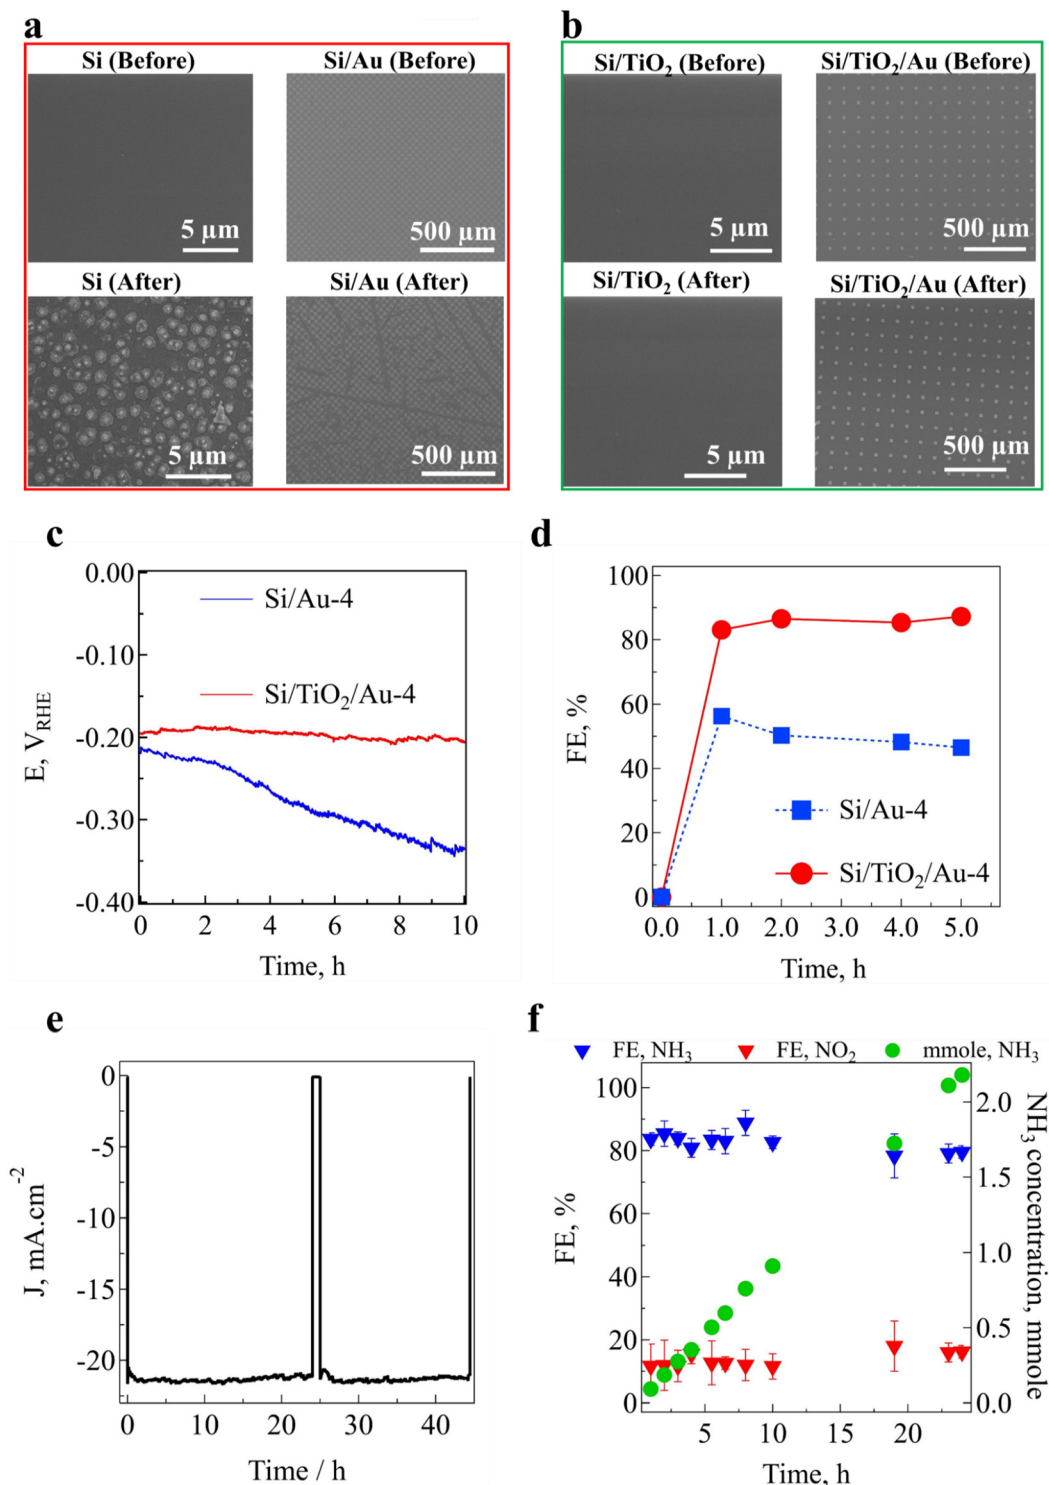 a
Si (Before)
Si/Au (Before)
5 µm
500 µm
Si (After)
Si/Au (After)
5 µm
500 µm
b
Si/TiO₂ (Before)
Si/TiO₂/Au (Before)
5 µm
500 µm
Si/TiO₂ (After)
Si/TiO₂/Au (After)
5 µm
500 µm
c
0.00
-0.10
-0.20
-0.30
-0.40
E, V_RHE
Si/Au-4
Si/TiO₂/Au-4
0 2 4 6 8 10
Time, h
d
100
80
60
40
20
0
FE, %
Si/Au-4
Si/TiO₂/Au-4
0.0 1.0 2.0 3.0 4.0 5.0
Time, h
e
0
-5
-10
-15
-20
J, mA.cm⁻²
0 10 20 30 40
Time / h
f
FE, NH₃ FE, NO₂ mmole, NH₃
100
80
60
40
20
0
FE, %
2.0
1.5
1.0
0.5
0.0
NH₃ concentration, mmole
5 10 15 20
Time, h